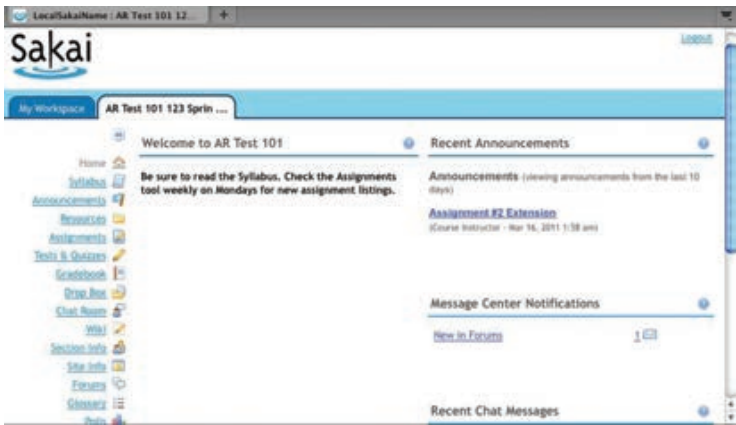 LocalSakaiName : AR Test 101 12...
Sakai
Logout
My Workspace
AR Test 101 123 Sprin ....
Home
Syllabus
Announcements
Resources
Assignments
Tests & Quizzes
Gradebook
Drop Box
Chat Room
Wiki
Section Info
Site Info
Forums
Glossary
Polls
Welcome to AR Test 101
Be sure to read the Syllabus. Check the Assignments
tool weekly on Mondays for new assignment listings.
Recent Announcements
Announcements (viewing announcements from the last 10
days)
Assignment #2 Extension
(Course Instructor - Mar 16, 2011 1:38 am)
Message Center Notifications
New in Forums 1
Recent Chat Messages